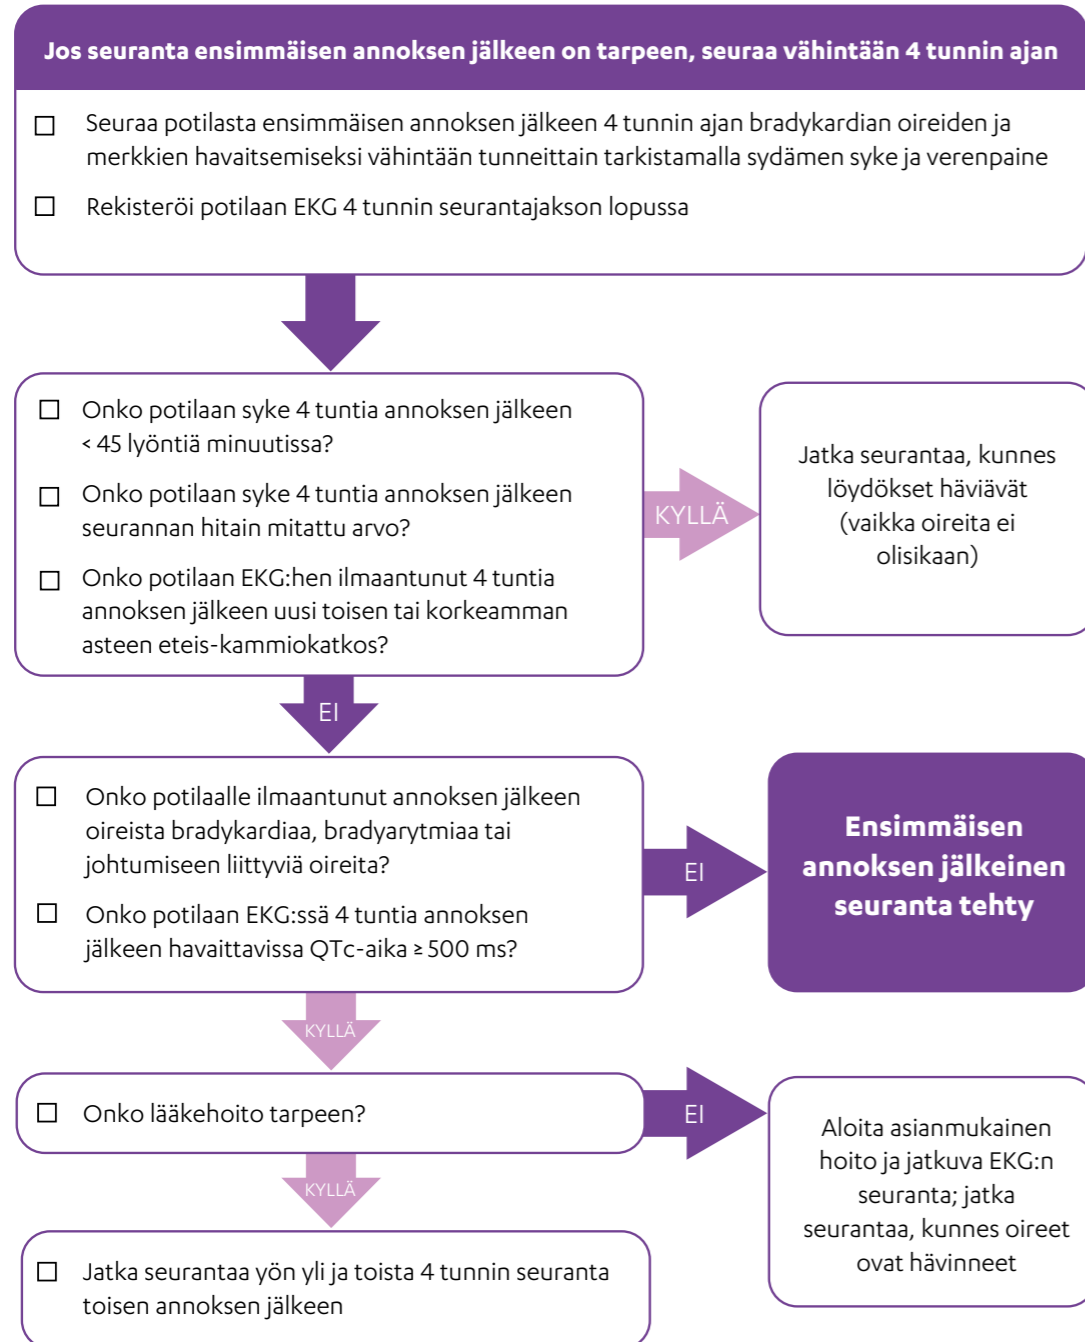 Jos seuranta ensimmäisen annoksen jälkeen on tarpeen, seuraa vähintään 4 tunnin ajan
Seuraa potilasta ensimmäisen annoksen jälkeen 4 tunnin ajan bradykardian oireiden ja
merkkien havaitsemiseksi vähintään tunneittain tarkistamalla sydämen syke ja verenpaine
Rekisteröi potilaan EKG 4 tunnin seurantajakson lopussa
Onko potilaan syke 4 tuntia annoksen jälkeen
< 45 lyöntiä minuutissa?
Onko potilaan syke 4 tuntia annoksen jälkeen
seurannan hitain mitattu arvo?
Onko potilaan EKG:hen ilmaantunut 4 tuntia
annoksen jälkeen uusi toisen tai korkeamman
asteen eteis-kammiokatkos?
KYLLÄ
Jatka seurantaa, kunnes
löydökset häviävät
(vaikka oireita ei
olisikaan)
EI
Onko potilaalle ilmaantunut annoksen jälkeen
oireista bradykardiaa, bradyarytmiaa tai
johtumiseen liittyviä oireita?
Onko potilaan EKG:ssä 4 tuntia annoksen
jälkeen havaittavissa QTc-aika ≥ 500 ms?
EI
Ensimmäisen
annoksen jälkeinen
seuranta tehty
KYLLÄ
Onko lääkehoito tarpeen?
EI
Aloita asianmukainen
hoito ja jatkuva EKG:n
seuranta; jatka
seurantaa, kunnes oireet
ovat hävinneet
KYLLÄ
Jatka seurantaa yön yli ja toista 4 tunnin seuranta
toisen annoksen jälkeen